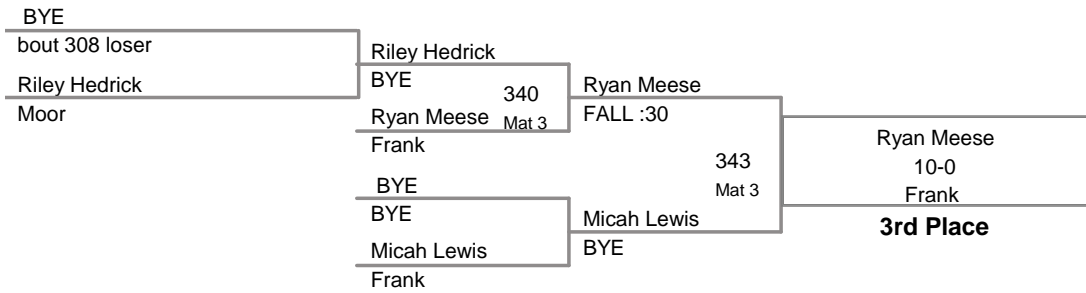 BYE
bout 308 loser
Riley Hedrick
Moor
Riley Hedrick
BYE
340
Ryan Meese Mat 3
Frank
BYE
BYE
Micah Lewis
Frank
Ryan Meese
FALL :30
343
Mat 3
Micah Lewis
BYE
Ryan Meese
10-0
Frank
3rd Place